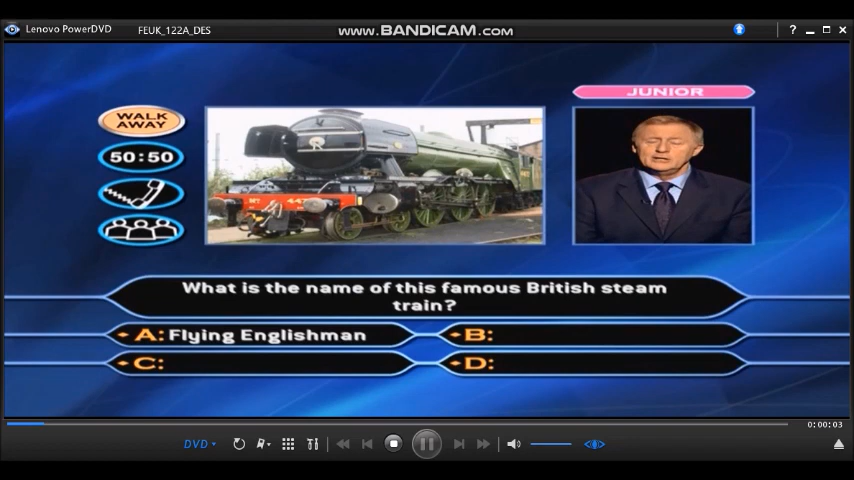 Lenovo PowerDVD
FEUK_122A_DES
www.BANDICAM.com
?
JUNIOR
WALK
AWAY
50:50
What is the name of this famous British steam
train?
A: Flying Englishman
B:
C:
D:
0:00:03
DVD